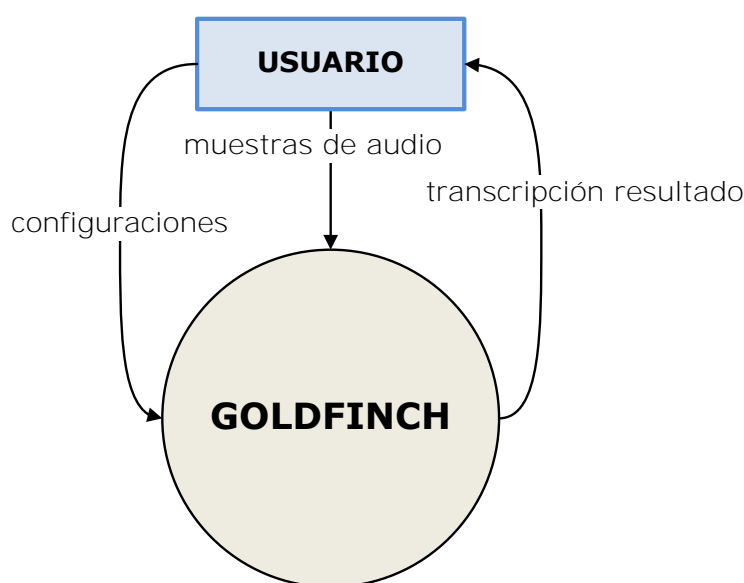 USUARIO
muestras de audio
transcripción resultado
configuraciones
GOLDFINCH